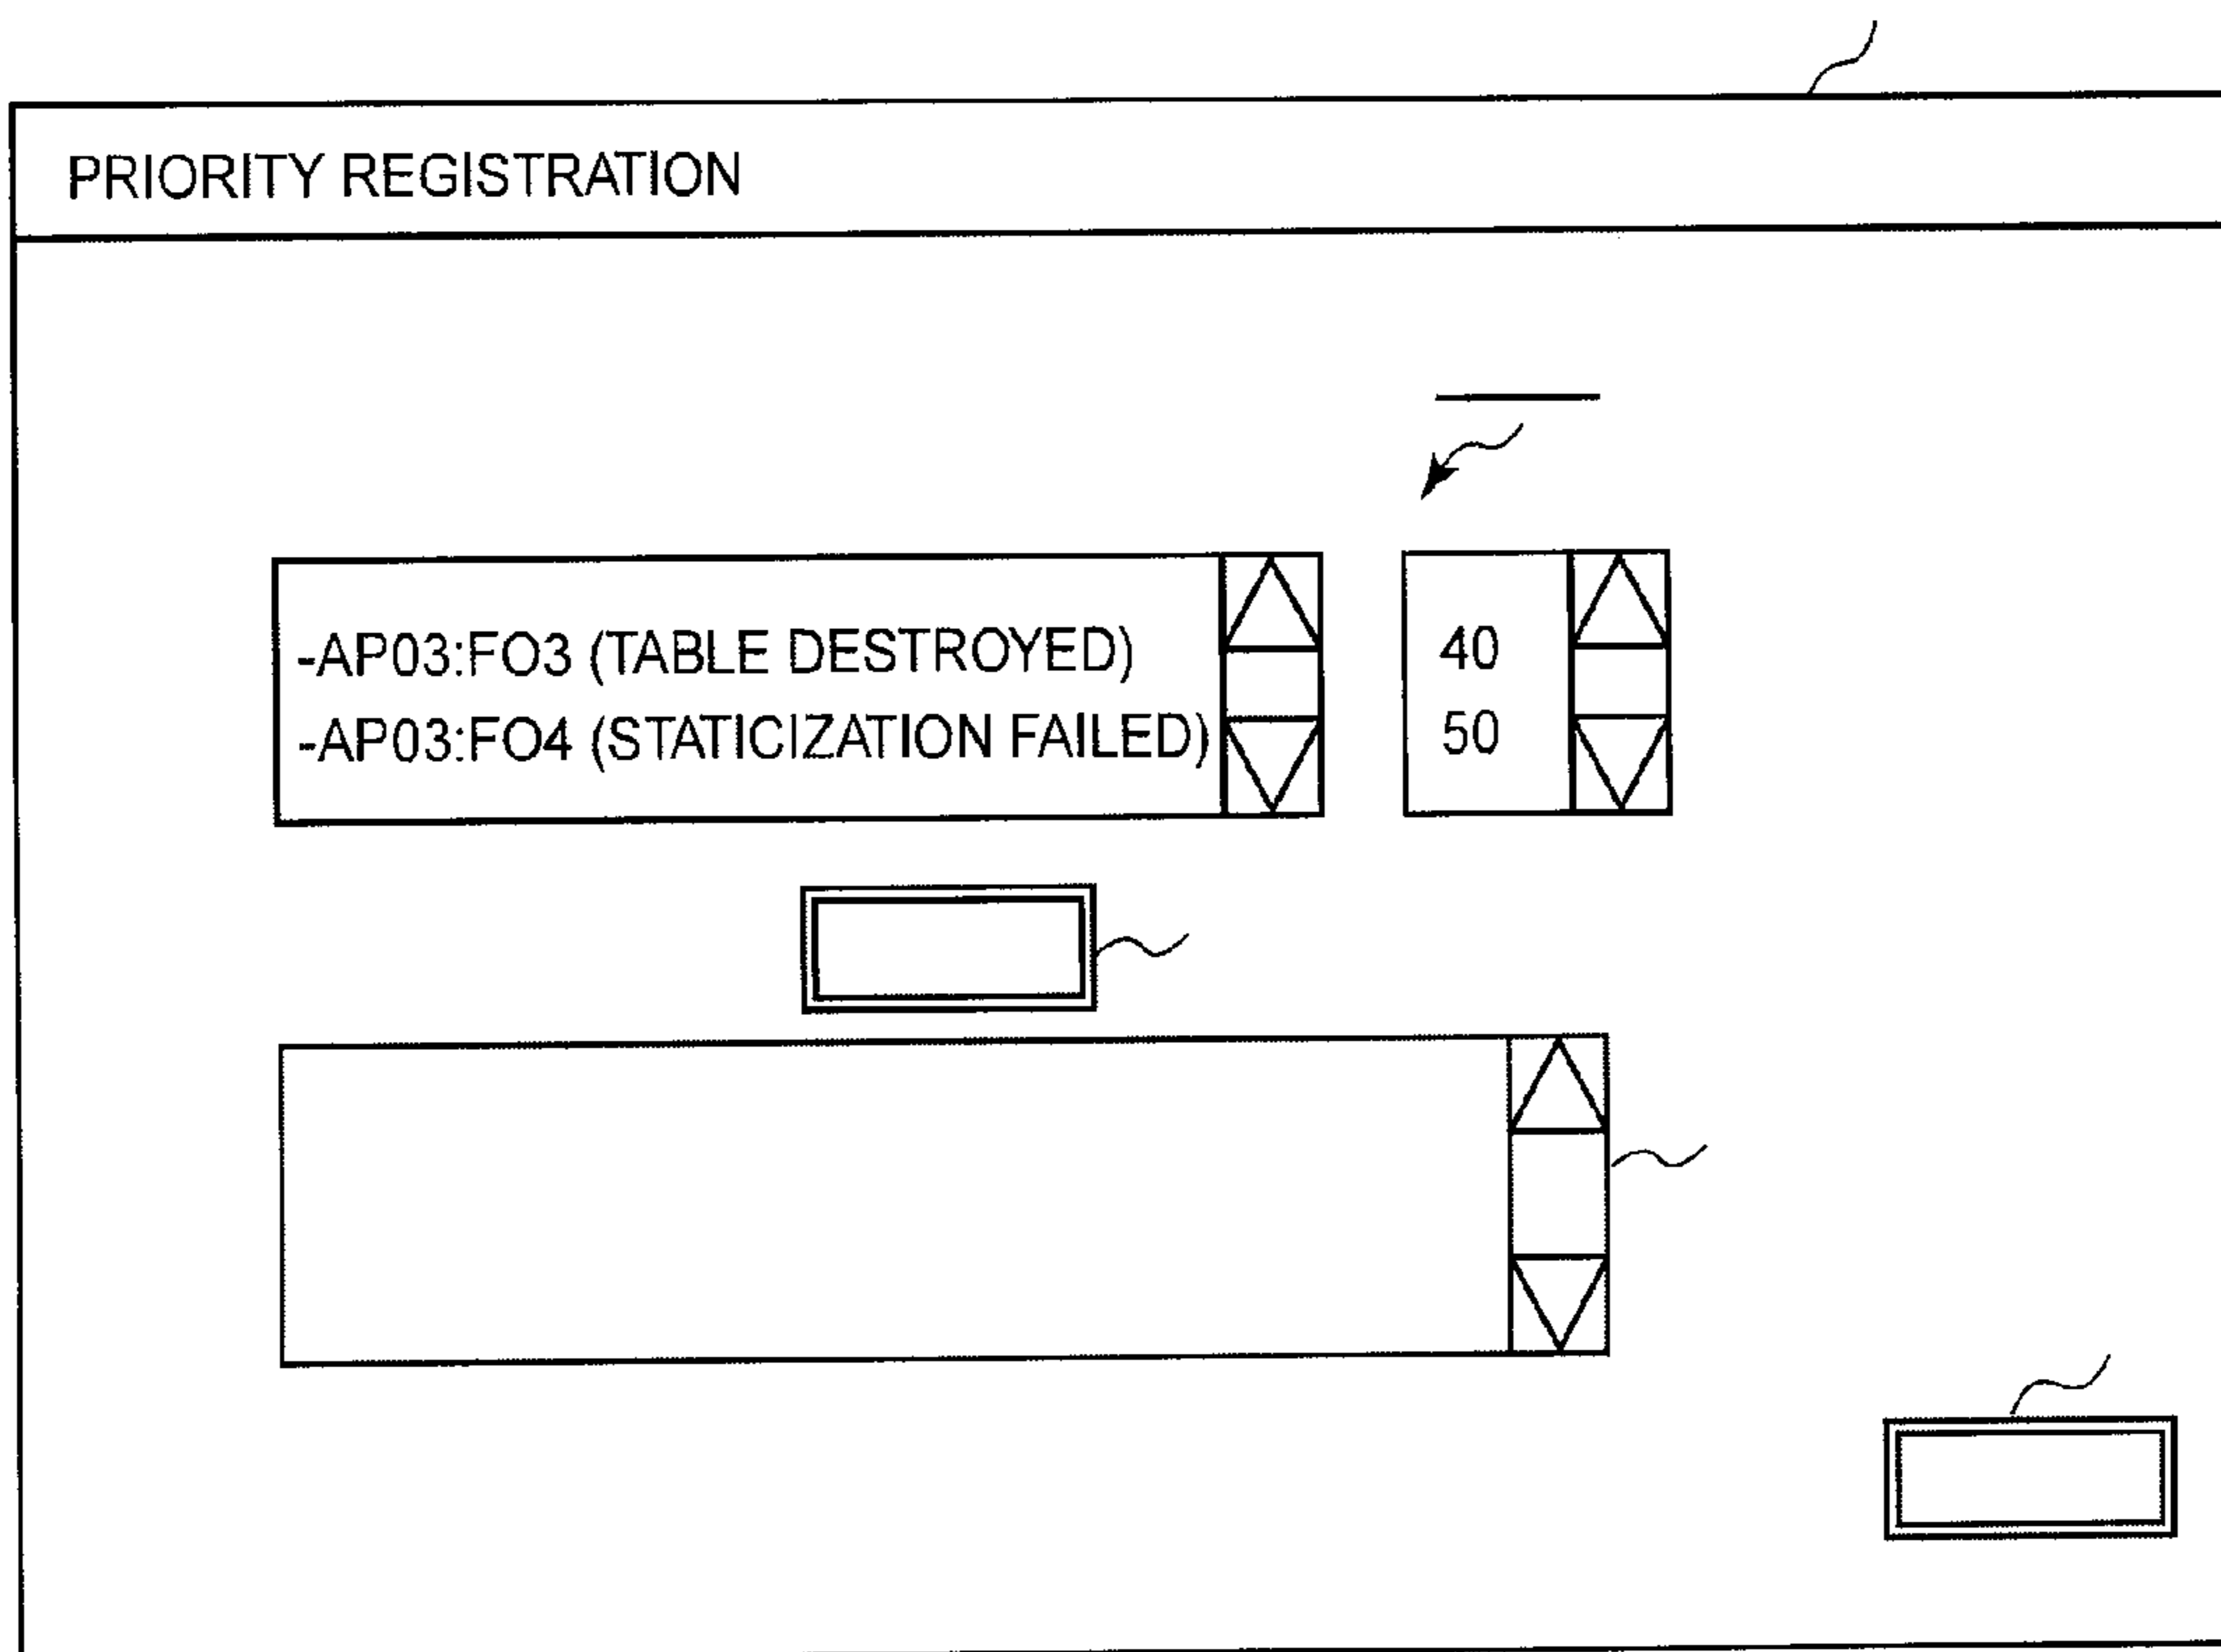 PRIORITY REGISTRATION
-AP03:FO3 (TABLE DESTROYED) 40
-AP03:FO4 (STATICIZATION FAILED) 50